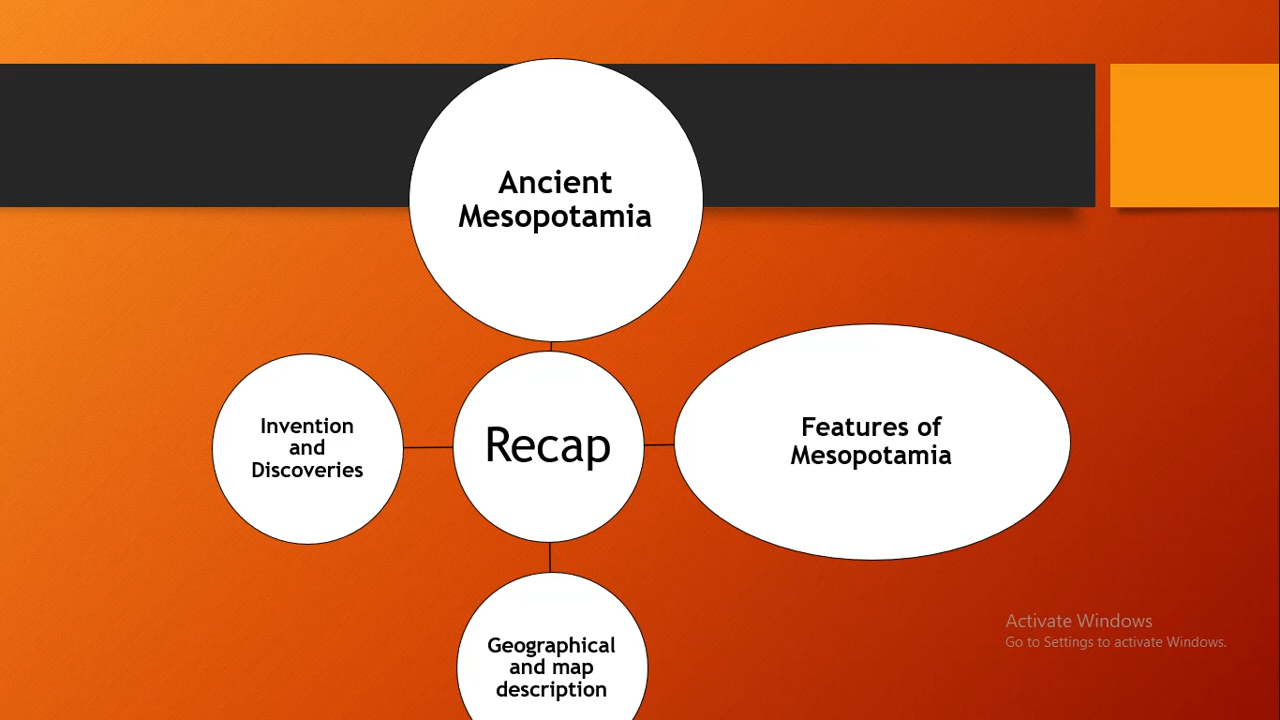 Ancient
Mesopotamia
Invention
and
Discoveries
Recap
Features of
Mesopotamia
Geographical
and map
description
Activate Windows
Go to Settings to activate Windows.